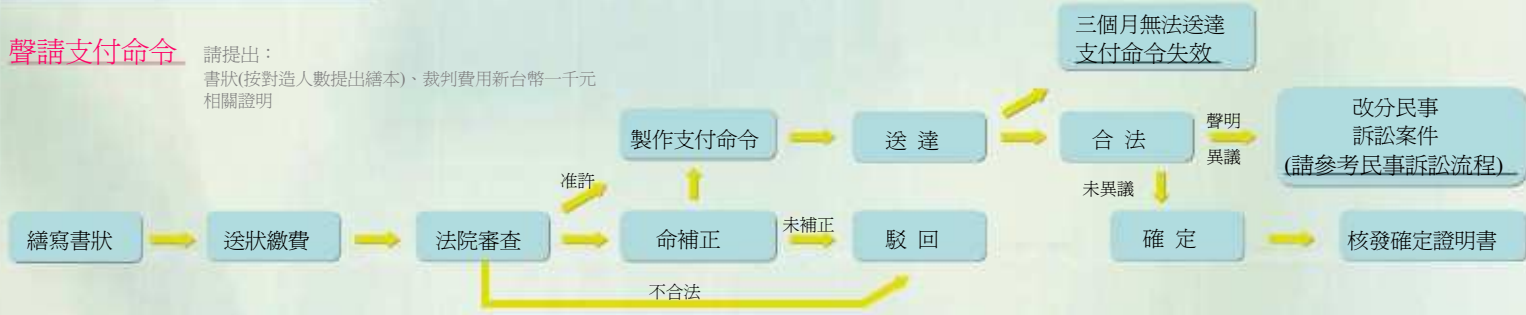 聲請支付命令
請提出：
書狀(按對造人數提出繕本)、裁判費用新台幣一千元
相關證明
三個月無法送達
支付命令失效
製作支付命令
送 達
合 法
聲明
異議
改分民事
訴訟案件
(請參考民事訴訟流程)
准許
未異議
繕寫書狀
送狀繳費
法院審查
命補正
未補正
駁 回
確 定
核發確定證明書
不合法